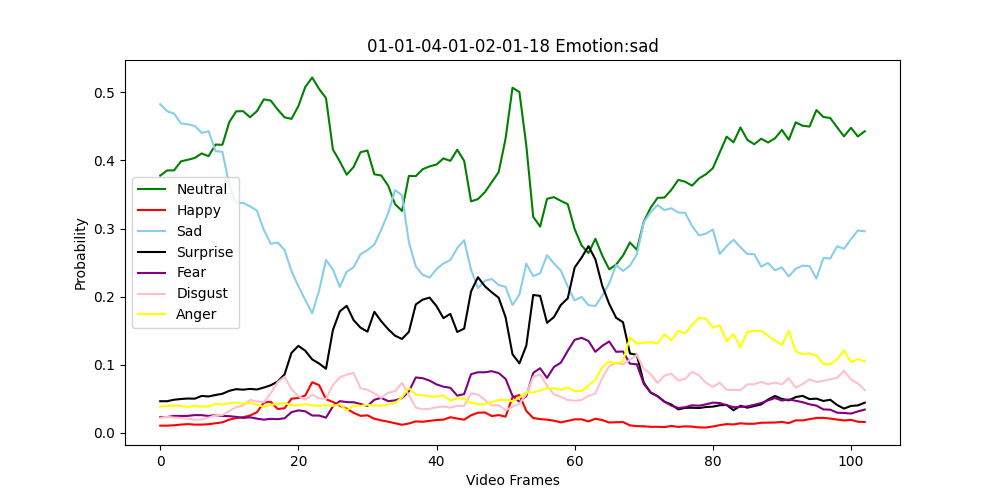 01-01-04-01-02-01-18 Emotion:sad
Probability
0.5
0.4
0.3
0.2
0.1
0.0
Neutral
Happy
Sad
Surprise
Fear
Disgust
Anger
0 20 40 60 80 100
Video Frames